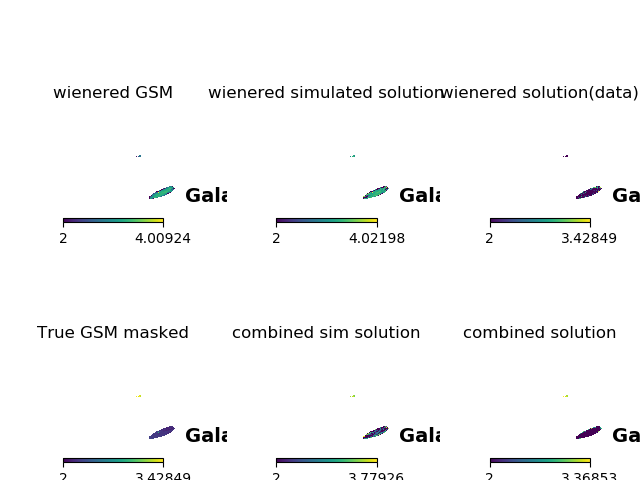 wienered GSM wienered simulated solution wienered solution(data)
Gala Gala Ga
2 4.00924 2 4.02198 2 3.42849
True GSM masked combined sim solution combined solution
Gala Gala Ga
2 3.42849 2 3.77926 2 3.36853